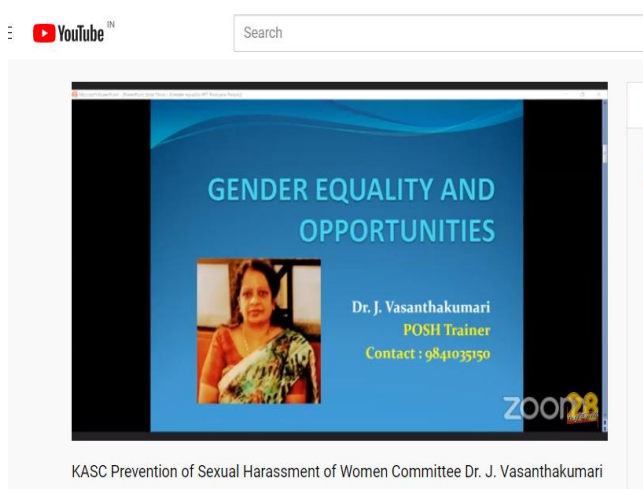 YouTube IN
Search
GENDER EQUALITY AND
OPPORTUNITIES
Dr. J. Vasanthakumari
POSH Trainer
Contact : 9841035150
zoom
28
KASC Prevention of Sexual Harassment of Women Committee Dr. J. Vasanthakumari